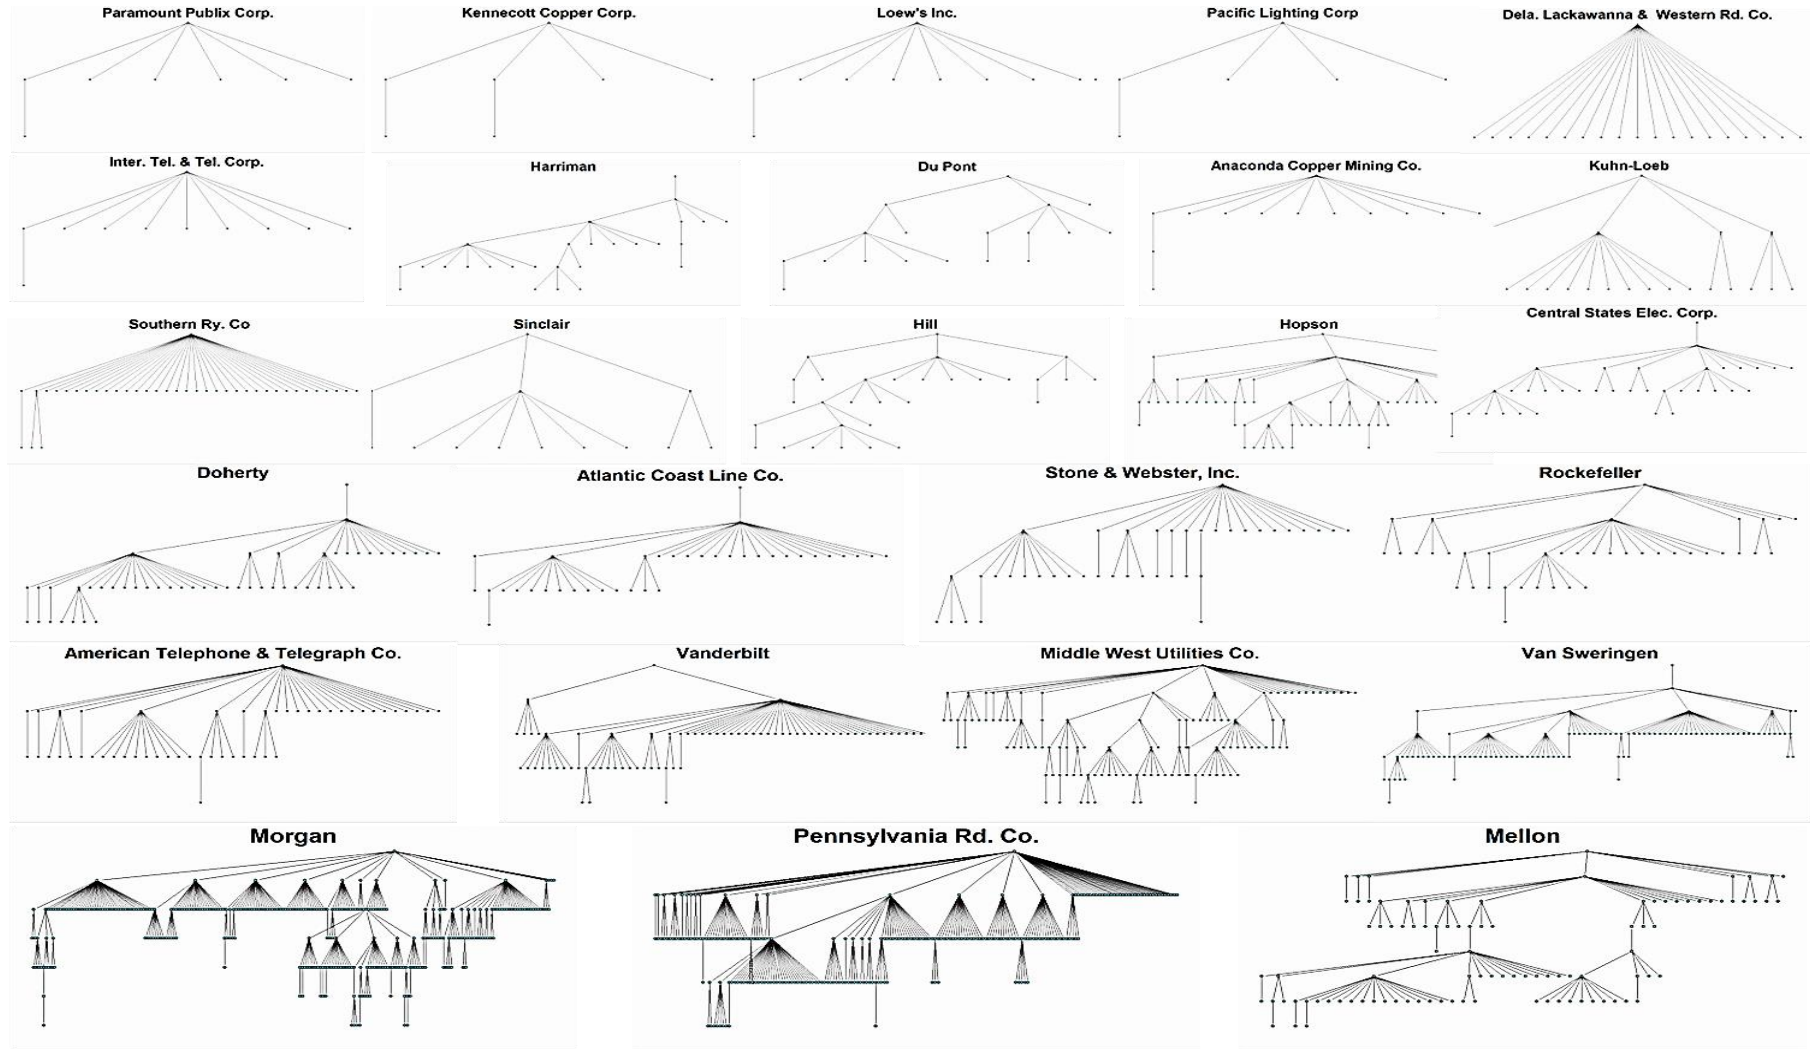 Paramount Publix Corp.
Kennecott Copper Corp.
Loew's Inc.
Pacific Lighting Corp
Dela. Lackawanna & Western Rd. Co.
Inter. Tel. & Tel. Corp.
Harriman
Du Pont
Anaconda Copper Mining Co.
Kuhn-Loeb
Southern Ry. Co
Sinclair
Hill
Hopson
Central States Elec. Corp.
Doherty
Atlantic Coast Line Co.
Stone & Webster, Inc.
Rockefeller
American Telephone & Telegraph Co.
Vanderbilt
Middle West Utilities Co.
Van Sweringen
Morgan
Pennsylvania Rd. Co.
Mellon